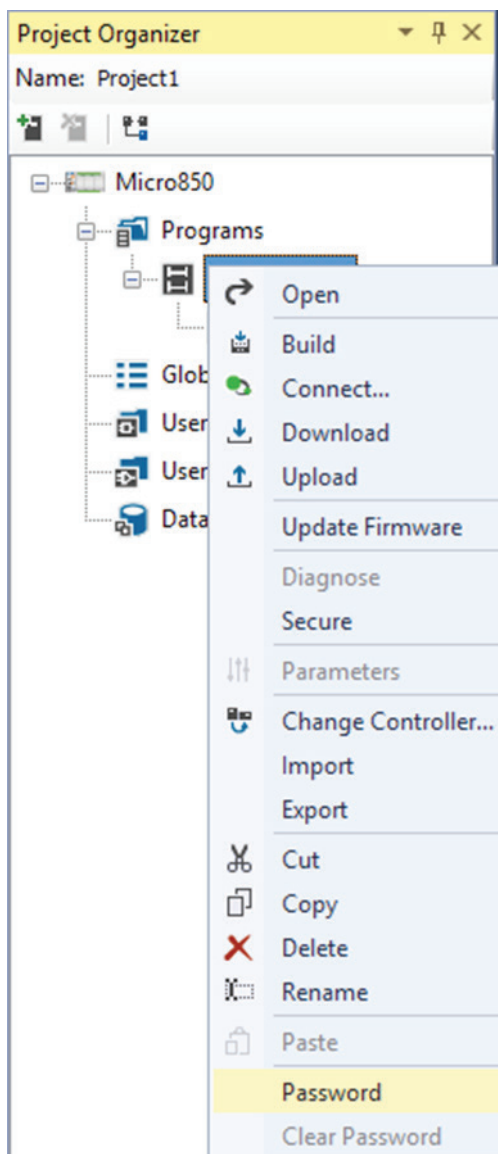 Project Organizer
Name: Project1
Micro850
Programs
Glob
User
User
Data
Open
Build
Connect...
Download
Upload
Update Firmware
Diagnose
Secure
Parameters
Change Controller...
Import
Export
Cut
Copy
Delete
Rename
Paste
Password
Clear Password